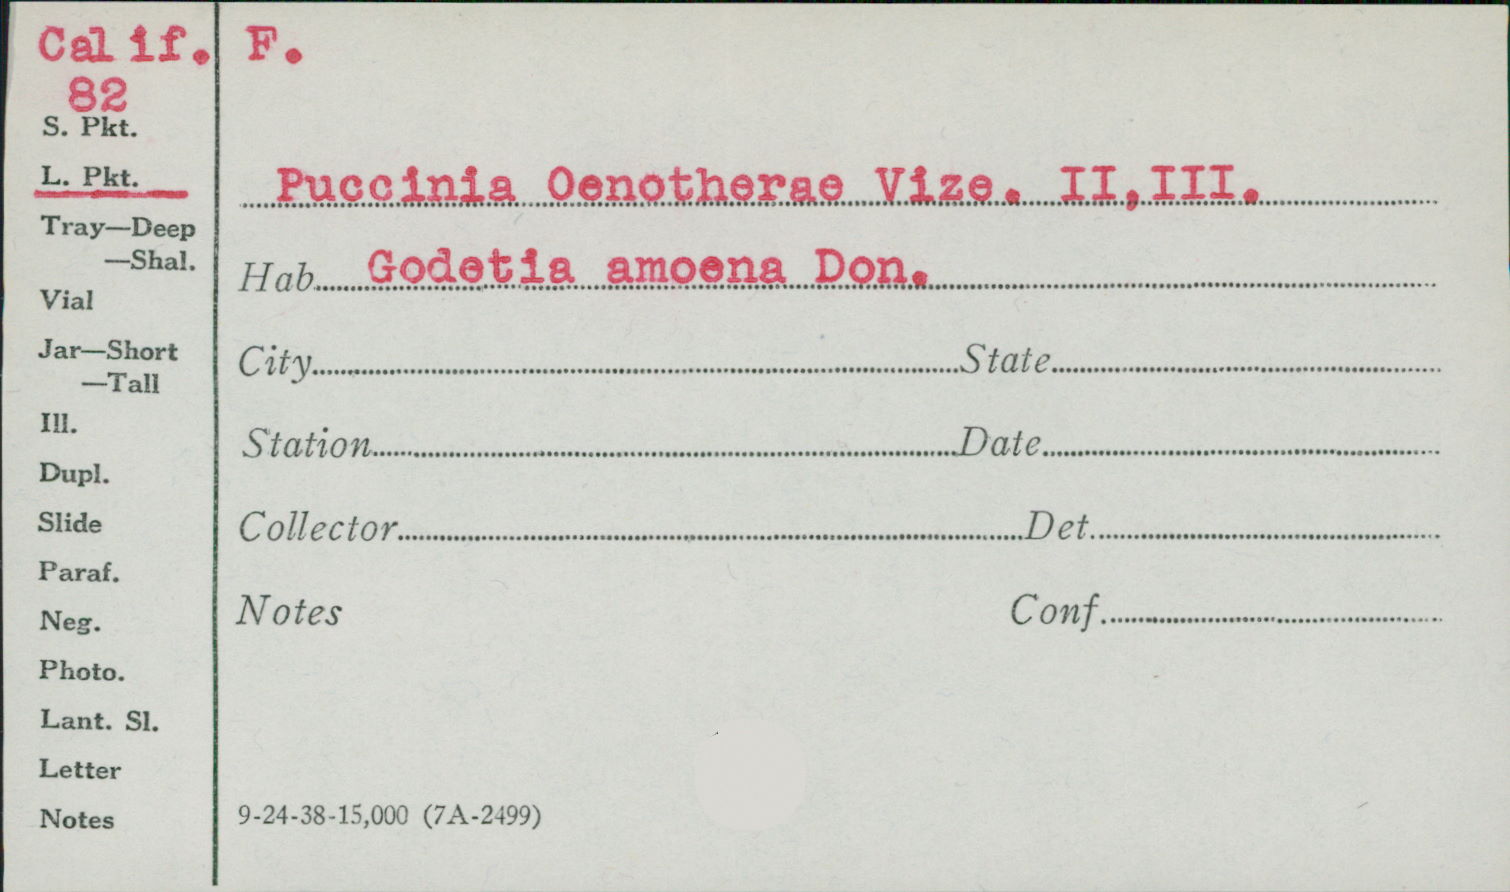 Calif. F.
82
S. Pkt.
L. Pkt.
Puccinia Oenotherae Vize. II,III.
Tray—Deep
—Shal.
Hab. Godetia amoena Don.
Vial
Jar—Short
—Tall
City State
Ill.
Station Date
Dupl.
Slide
Collector Det.
Paraf.
Neg.
Notes Conf.
Photo.
Lant. Sl.
Letter
Notes
9-24-38-15,000 (7A-2499)